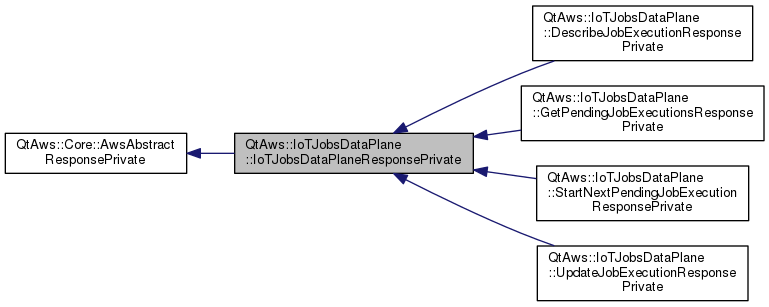 QtAws::IoTJobsDataPlane
::DescribeJobExecutionResponse
Private
QtAws::IoTJobsDataPlane
::GetPendingJobExecutionsResponse
Private
QtAws::Core::AwsAbstract
ResponsePrivate
QtAws::IoTJobsDataPlane
::IoTJobsDataPlaneResponsePrivate
QtAws::IoTJobsDataPlane
::StartNextPendingJobExecution
ResponsePrivate
QtAws::IoTJobsDataPlane
::UpdateJobExecutionResponse
Private